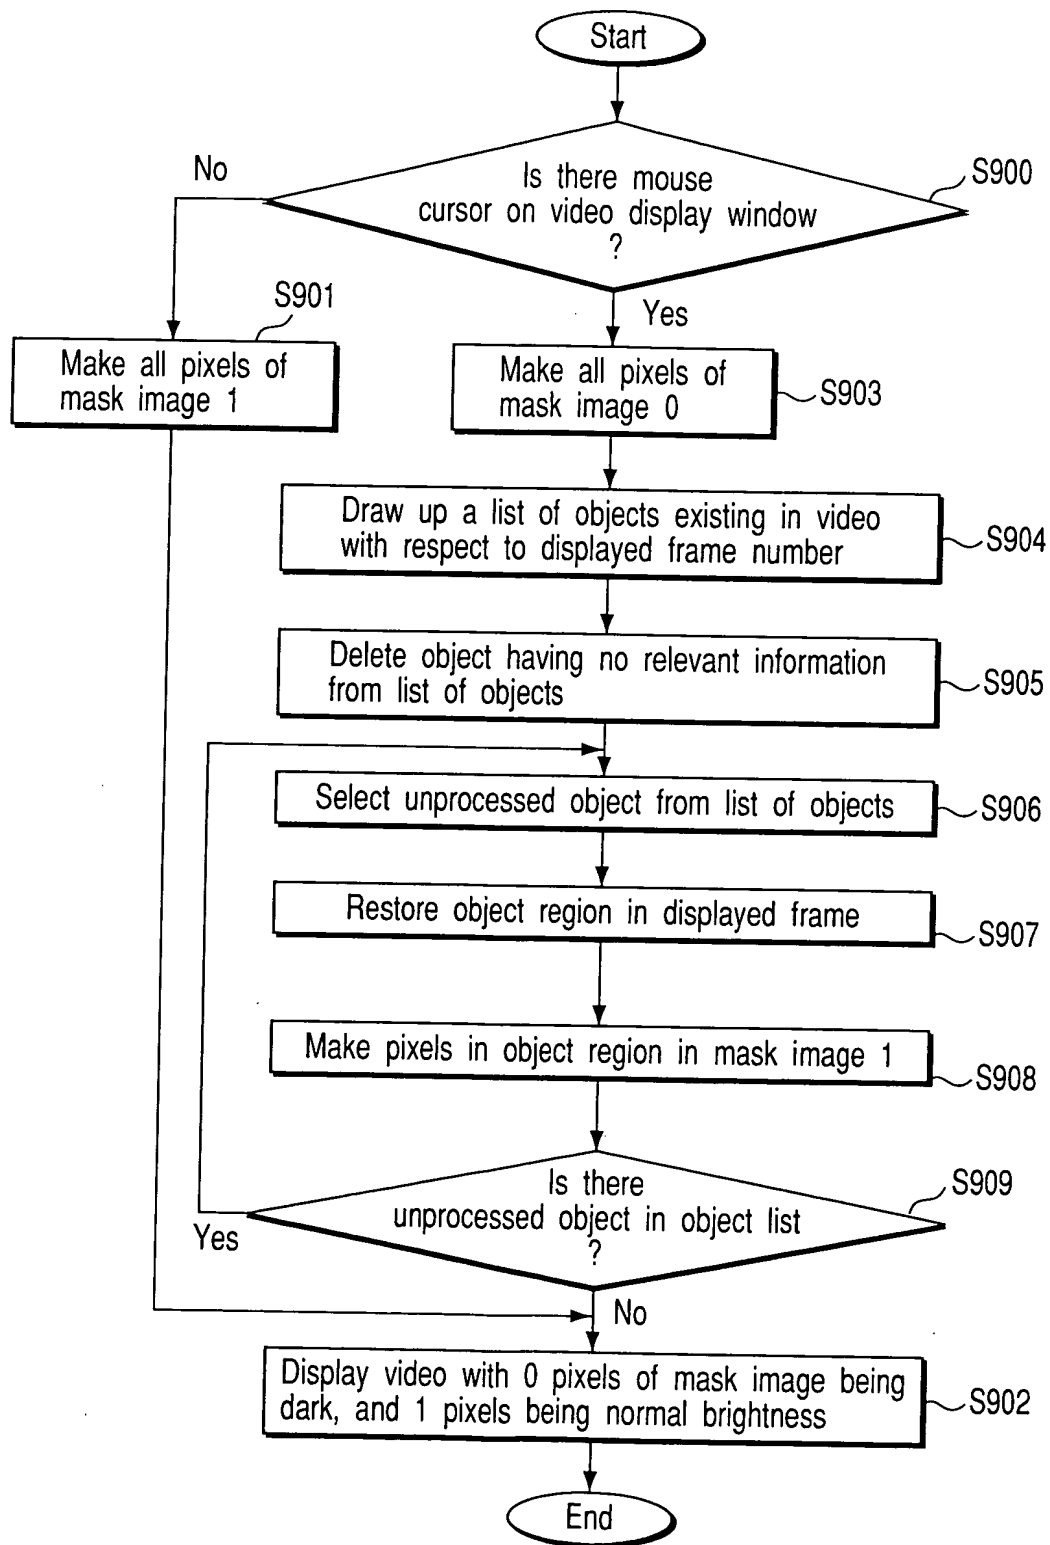 Start
Is there mouse
cursor on video display window
?
S900
No
Yes
S901
Make all pixels of
mask image 1
Make all pixels of
mask image 0
S903
Draw up a list of objects existing in video
with respect to displayed frame number
S904
Delete object having no relevant information
from list of objects
S905
Select unprocessed object from list of objects
S906
Restore object region in displayed frame
S907
Make pixels in object region in mask image 1
S908
Is there
unprocessed object in object list
?
S909
Yes
No
Display video with 0 pixels of mask image being
dark, and 1 pixels being normal brightness
S902
End